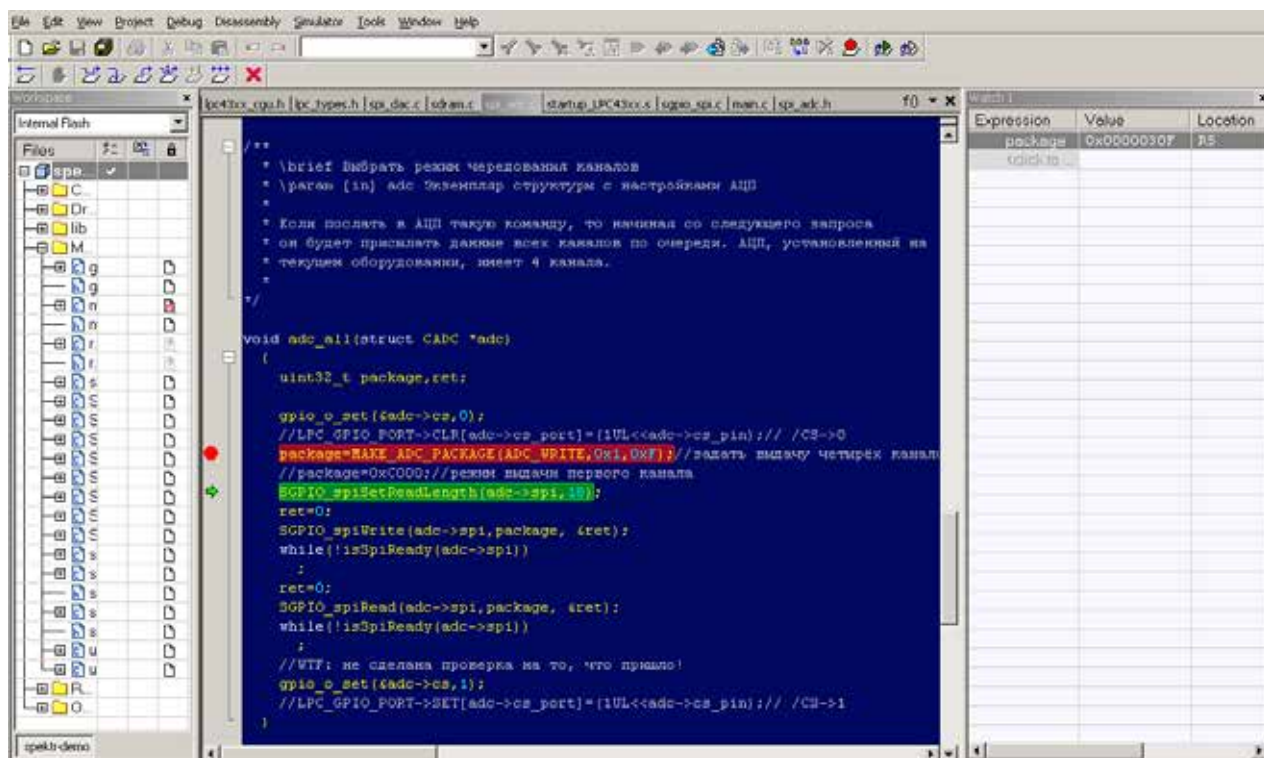 File Edit View Project Debug Disassembly Simulator Tools Window Help
Workspace
lpc43xx_cgu.h | lpc_types.h | spi_dac.c | sdram.c | startup_LPC43xx.s | sgpio_spi.c | main.c | spi_adc.h f()
Watch 1
Internal Flash
Expression Value Location
Files
package 0x0000030F R5
spe...
C...
Dr...
lib
M...
/**
* \brief Выбрать режим чередования каналов
* \param [in] adc Экземпляр структуры с настройками АЦП
*
* Если послать в АЦП такую команду, то начиная со следующего запроса
* он будет присылать данные всех каналов по очереди. АЦП, установленный на
* текущем оборудовании, имеет 4 канала.
*
*/
void adc_all(struct CADC *adc)
{
uint32_t package,ret;
gpio_o_set(&adc->cs,0);
//LPC_GPIO_PORT->CLR[adc->cs_port]=(1UL<<adc->cs_pin);// /CS->0
package=MAKE_ADC_PACKAGE(ADC_WRITE,0x1,0xF);//задать выдачу четырёх канал
//package=0xC000;//режим выдачи первого канала
SGPIO_spiSetReadLength(adc->spi,);
ret=0;
SGPIO_spiWrite(adc->spi,package, &ret);
while(!isSpiReady(adc->spi))
;
ret=0;
SGPIO_spiRead(adc->spi,package, &ret);
while(!isSpiReady(adc->spi))
;
//WTF: не сделана проверка на то, что пришло!
gpio_o_set(&adc->cs,1);
//LPC_GPIO_PORT->SET[adc->cs_port]=(1UL<<adc->cs_pin);// /CS->1
}
R...
O...
spektr-demo